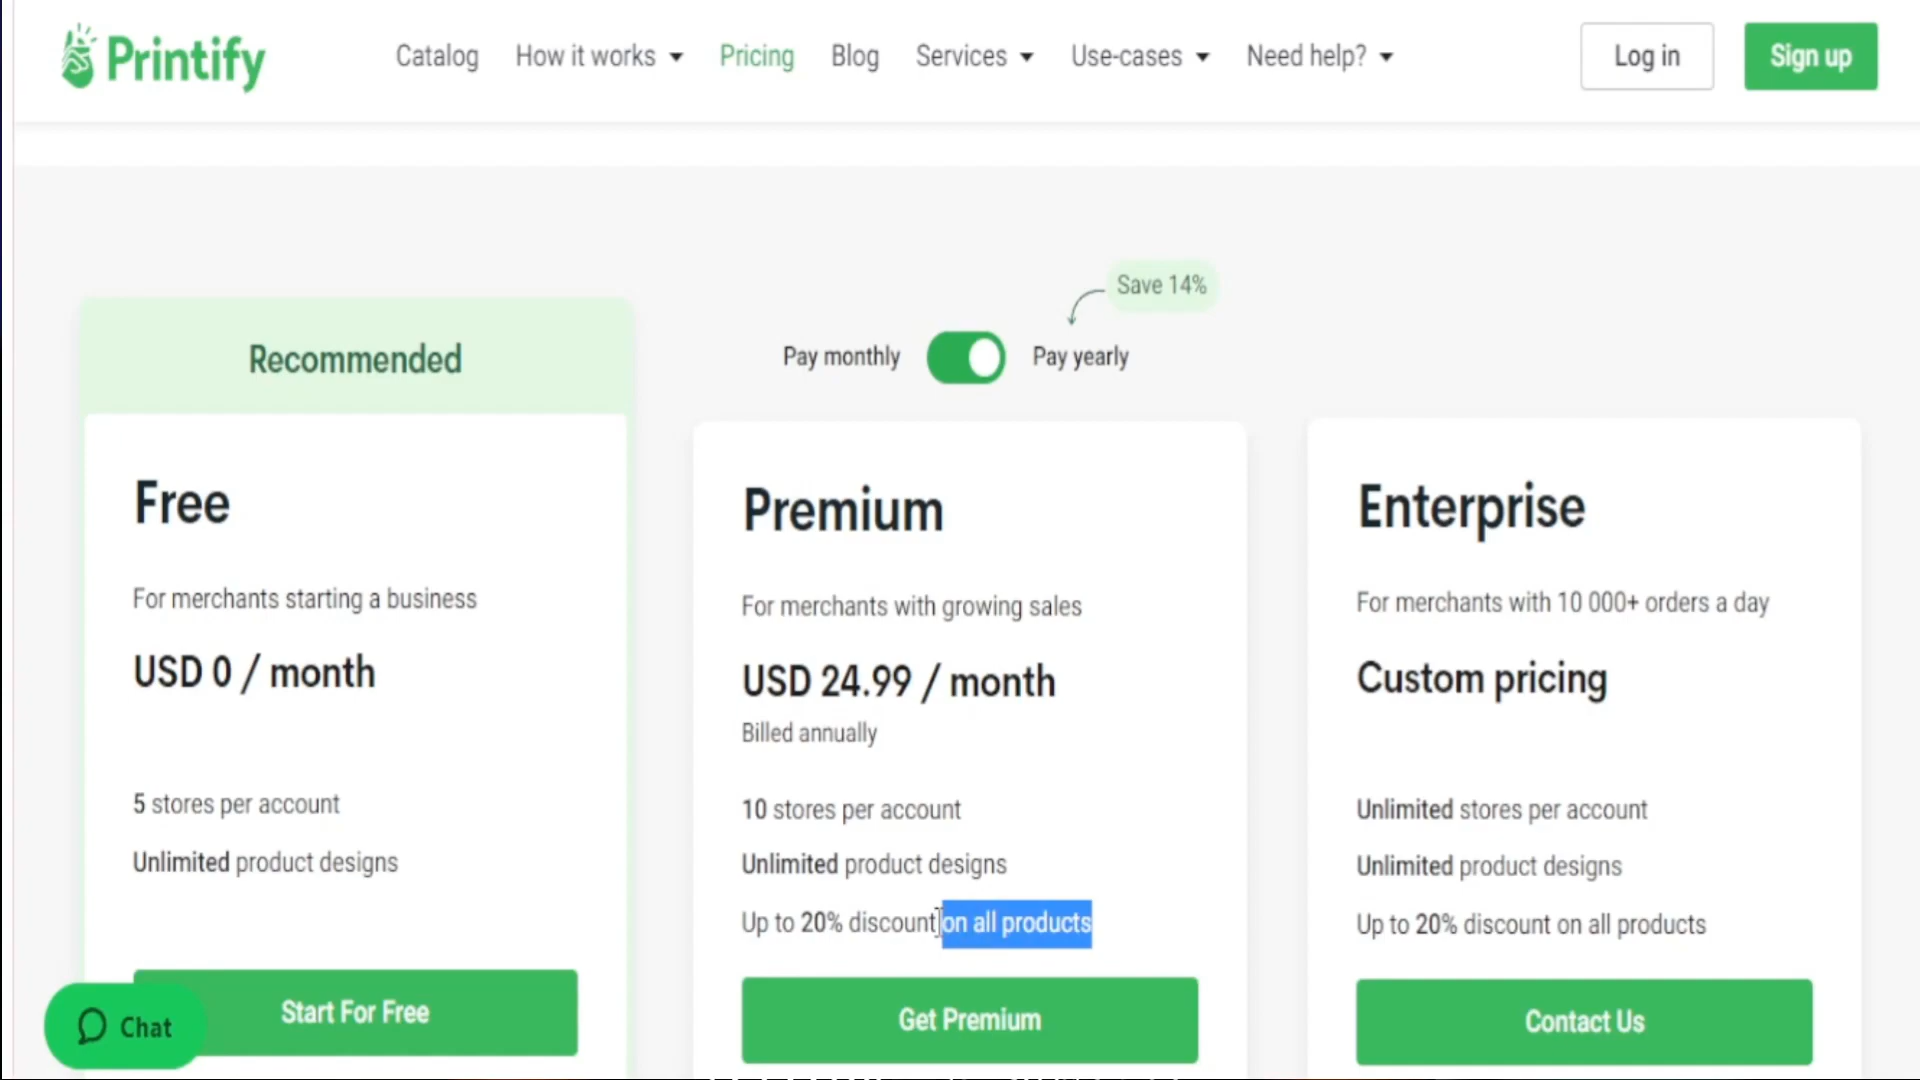 Printify
Catalog How it works Pricing Blog Services Use-cases Need help? Log in Sign up
Save 14%
Pay monthly Pay yearly
Recommended
Free
For merchants starting a business
USD 0 / month
5 stores per account
Unlimited product designs
Start For Free
Premium
For merchants with growing sales
USD 24.99 / month
Billed annually
10 stores per account
Unlimited product designs
Up to 20% discount on all products
Get Premium
Enterprise
For merchants with 10 000+ orders a day
Custom pricing
Unlimited stores per account
Unlimited product designs
Up to 20% discount on all products
Contact Us
Chat